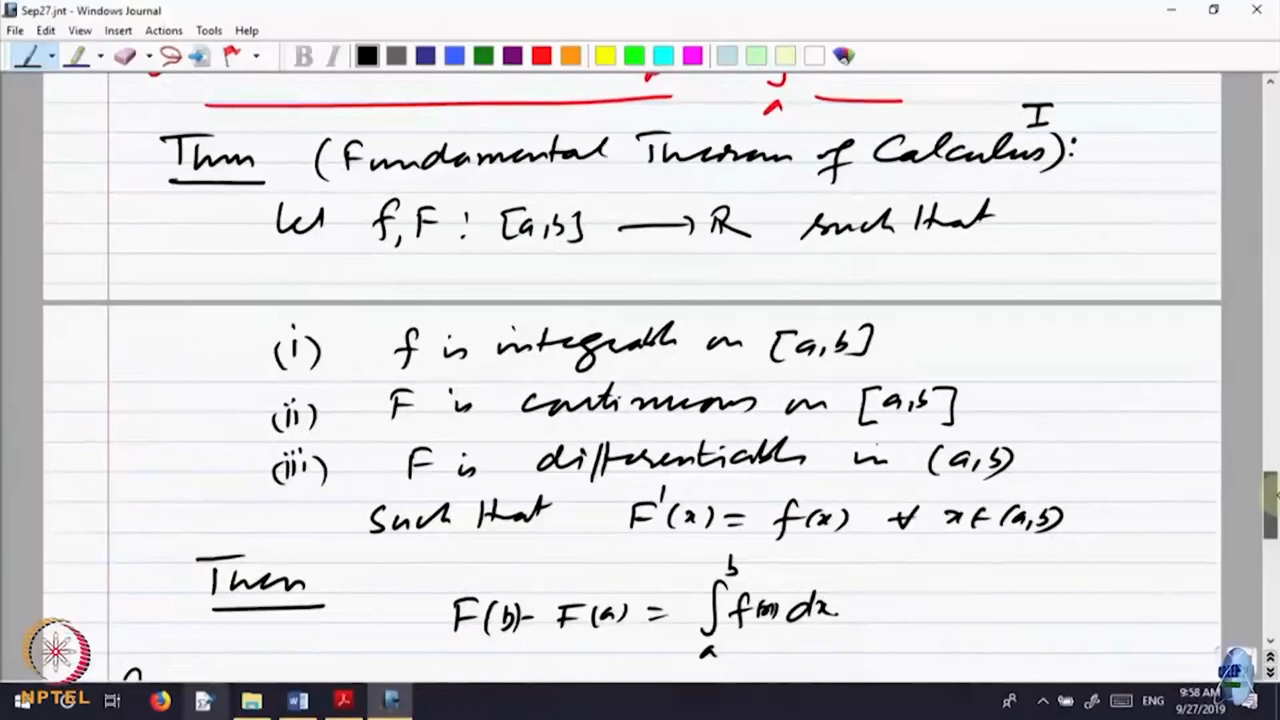 Sep27.jnt - Windows Journal
File Edit View Insert Actions Tools Help
Thm (Fundamental Theorem of Calculus I):
Let f, F : [a,b] → R such that
(i) f is integrable on [a,b]
(ii) F is continuous on [a,b]
(iii) F is differentiable in (a,b)
such that F'(x) = f(x) ∀ x ∈ (a,b)
Then
F(b) - F(a) = ∫_a^b f(x) dx
NPTEL
ENG
9:58 AM
9/27/2019